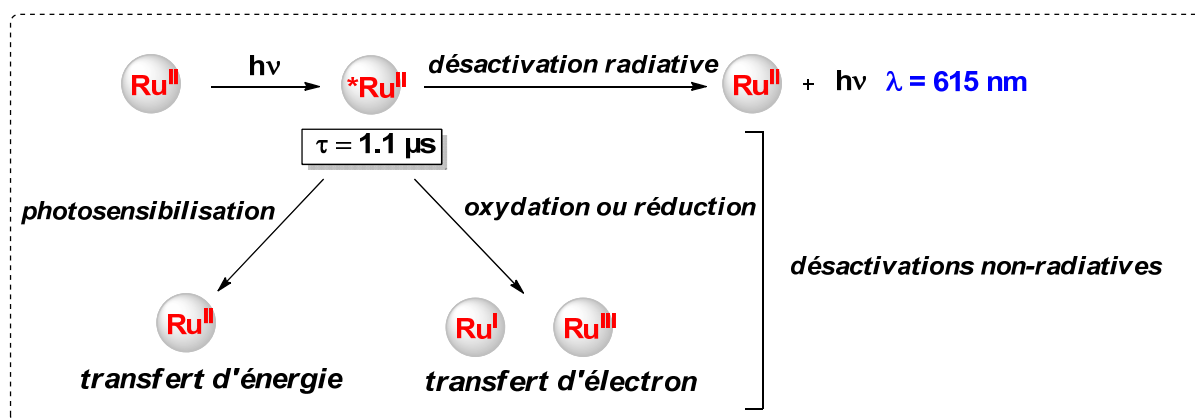 Ru^II hν *Ru^II désactivation radiative Ru^II + hν λ = 615 nm
τ = 1.1 µs
photosensibilisation oxydation ou réduction
désactivations non-radiatives
Ru^II Ru^I Ru^III
transfert d'énergie transfert d'électron